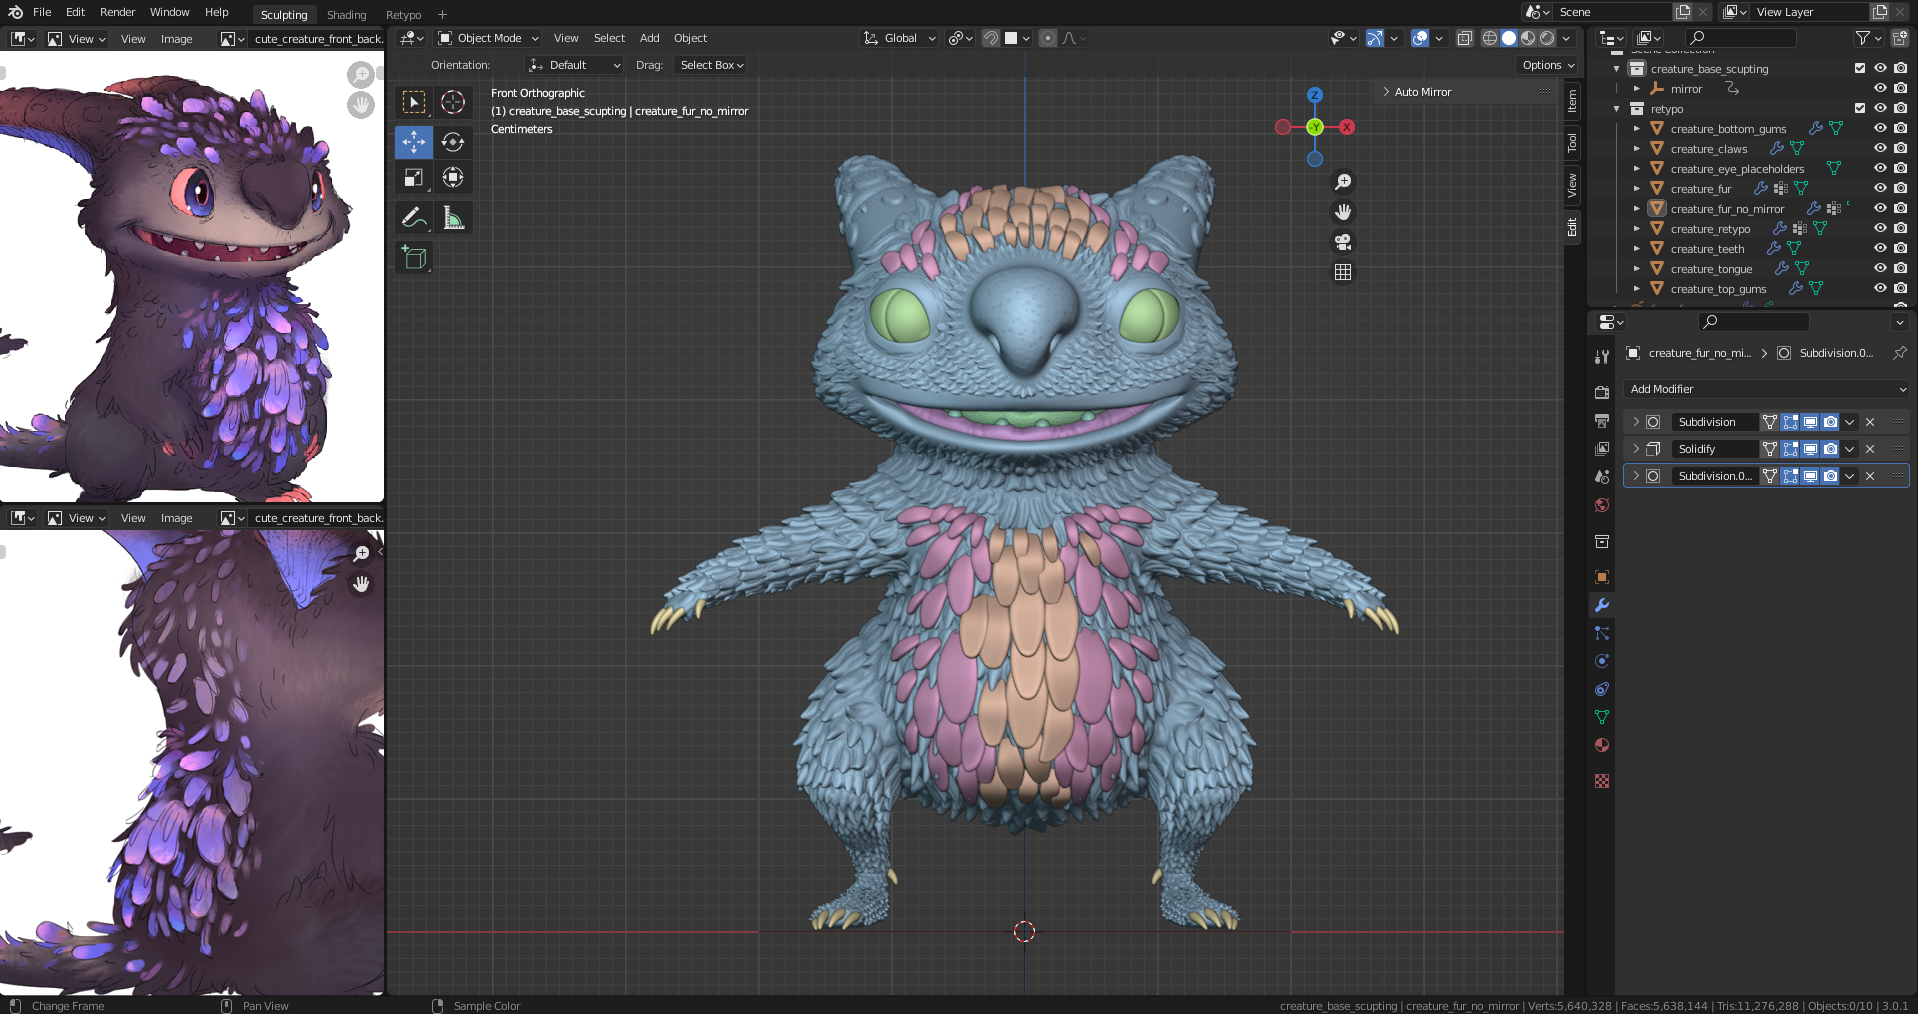 File Edit Render Window Help
Sculpting Shading Retypo +
Scene
View Layer
View View Image cute_creature_front_back.
Object Mode View Select Add Object
Global
Orientation: Default Drag: Select Box
Options
Front Orthographic
(1) creature_base_scupting | creature_fur_no_mirror
Centimeters
Auto Mirror
Z
Y
X
Item
Tool
View
Edit
Scene Collection
creature_base_scupting
mirror
retypo
creature_bottom_gums
creature_claws
creature_eye_placeholders
creature_fur
creature_fur_no_mirror
creature_retypo
creature_teeth
creature_tongue
creature_top_gums
creature_fur_no_mi... Subdivision.0...
Add Modifier
Subdivision
Solidify
Subdivision.0...
View View Image cute_creature_front_back.
Change Frame Pan View Sample Color
creature_base_scupting | creature_fur_no_mirror | Verts:5,640,328 | Faces:5,638,144 | Tris:11,276,288 | Objects:0/10 | 3.0.1